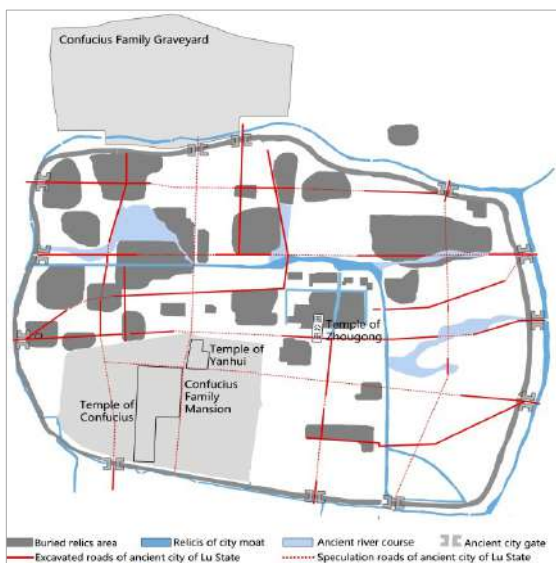 Confucius Family Graveyard
Temple of
Zhougong
Temple of
Yanhui
Confucius
Family
Mansion
Temple of
Confucius
Buried relics area
Relicis of city moat
Ancient river course
Ancient city gate
Excavated roads of ancient city of Lu State
Speculation roads of ancient city of Lu State